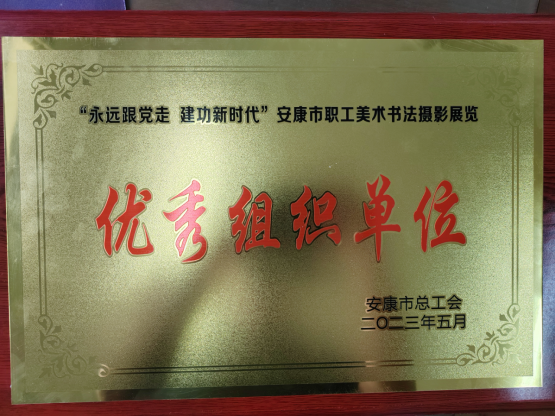 “永远跟党走 建功新时代”安康市职工美术书法摄影展览
优秀组织单位
安康市总工会
二〇二三年五月